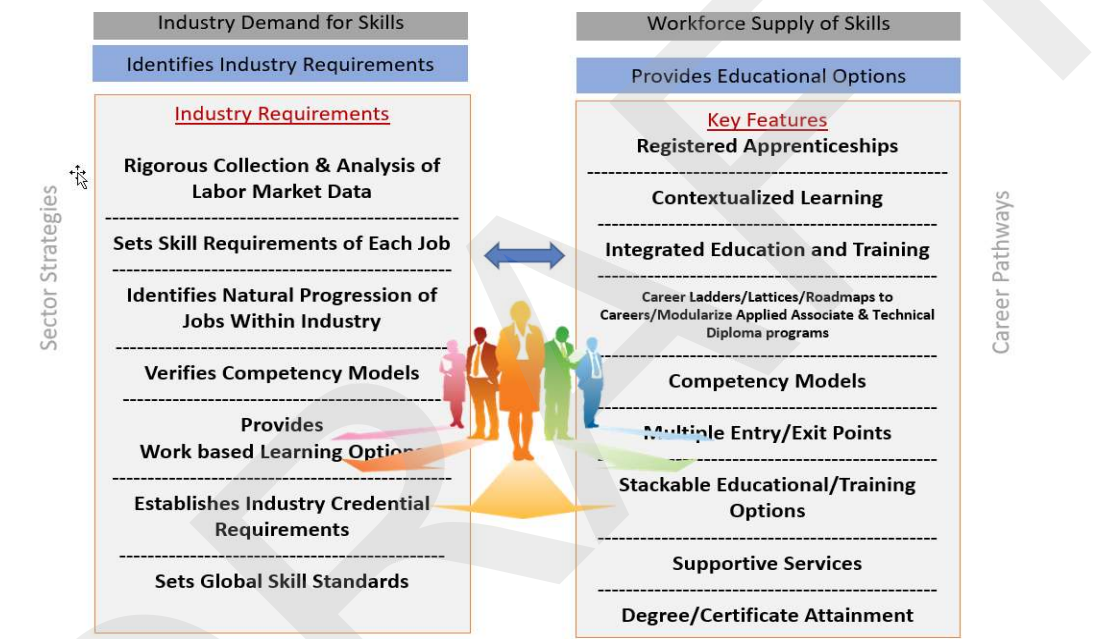 Industry Demand for Skills
Identifies Industry Requirements
Industry Requirements
Rigorous Collection & Analysis of
Labor Market Data
Sets Skill Requirements of Each Job
Identifies Natural Progression of
Jobs Within Industry
Verifies Competency Models
Provides
Work based Learning Options
Establishes Industry Credential
Requirements
Sets Global Skill Standards
Sector Strategies
Workforce Supply of Skills
Provides Educational Options
Key Features
Registered Apprenticeships
Contextualized Learning
Integrated Education and Training
Career Ladders/Lattices/Roadmaps to
Careers/Modularize Applied Associate & Technical
Diploma programs
Competency Models
Multiple Entry/Exit Points
Stackable Educational/Training
Options
Supportive Services
Degree/Certificate Attainment
Career Pathways